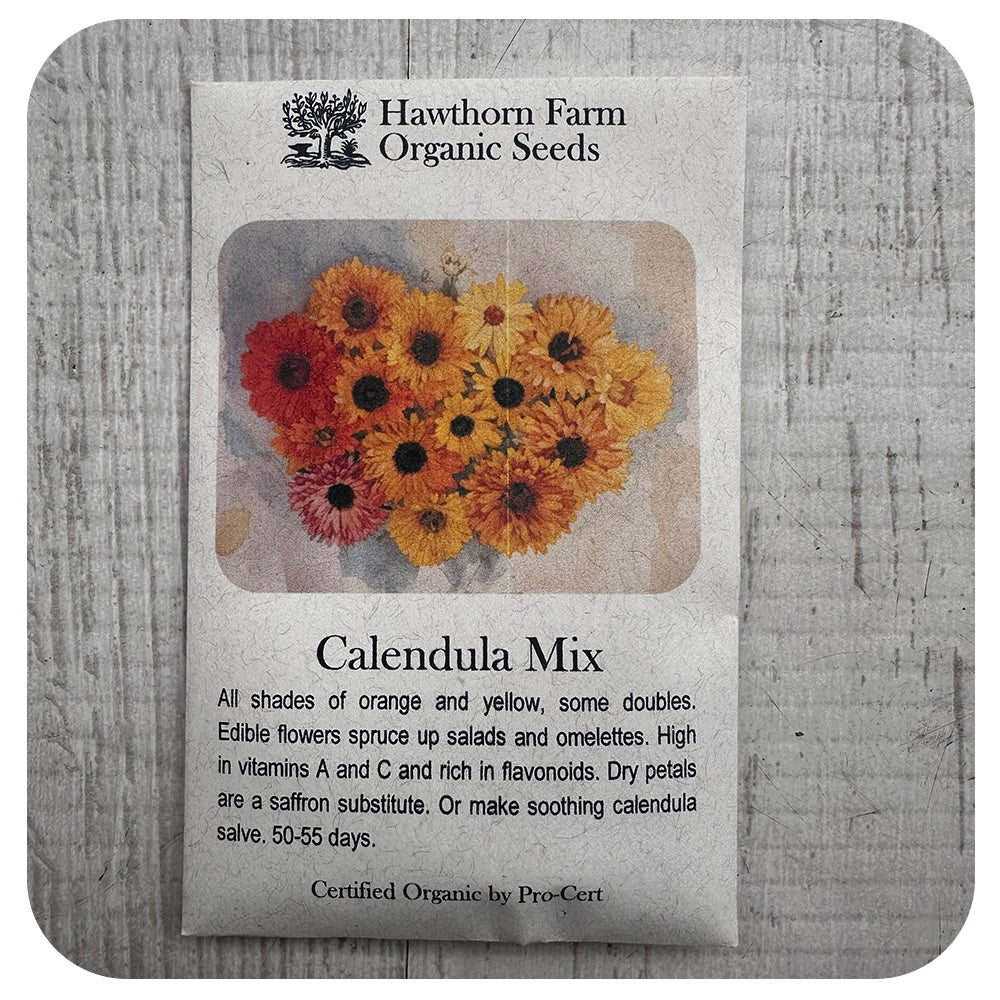 Hawthorn Farm
Organic Seeds
Calendula Mix
All shades of orange and yellow, some doubles.
Edible flowers spruce up salads and omelettes. High
in vitamins A and C and rich in flavonoids. Dry petals
are a saffron substitute. Or make soothing calendula
salve. 50-55 days.
Certified Organic by Pro-Cert